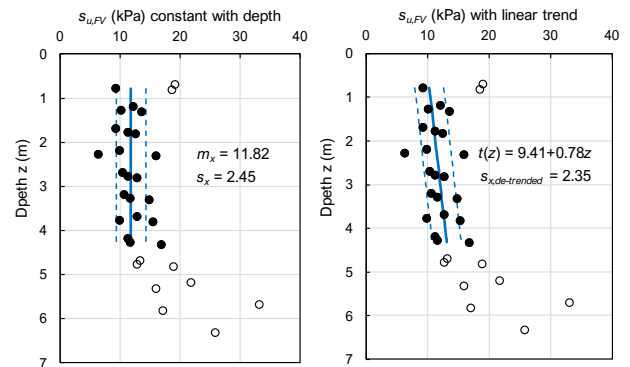 s_u,FV (kPa) constant with depth
0 10 20 30 40
0
1
2
3
4
5
6
7
Dpeth z (m)
m_x = 11.82
s_x = 2.45
s_u,FV (kPa) with linear trend
0 10 20 30 40
0
1
2
3
4
5
6
7
Dpeth z (m)
t(z) = 9.41+0.78z
s_x,de-trended = 2.35